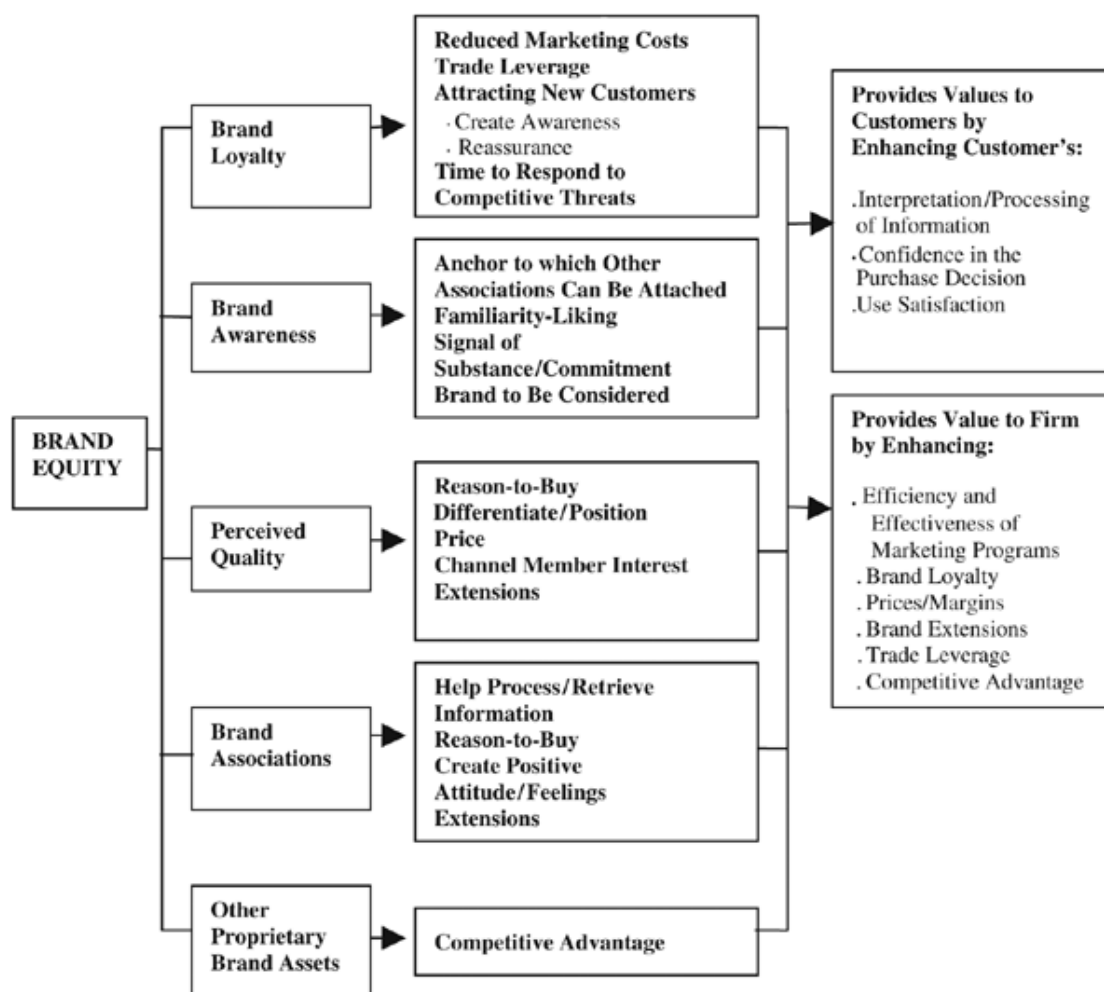 BRAND
EQUITY
Brand
Loyalty
Reduced Marketing Costs
Trade Leverage
Attracting New Customers
· Create Awareness
· Reassurance
Time to Respond to
Competitive Threats
Brand
Awareness
Anchor to which Other
Associations Can Be Attached
Familiarity-Liking
Signal of
Substance/Commitment
Brand to Be Considered
Perceived
Quality
Reason-to-Buy
Differentiate/Position
Price
Channel Member Interest
Extensions
Brand
Associations
Help Process/Retrieve
Information
Reason-to-Buy
Create Positive
Attitude/Feelings
Extensions
Other
Proprietary
Brand Assets
Competitive Advantage
Provides Values to
Customers by
Enhancing Customer's:
.Interpretation/Processing
of Information
.Confidence in the
Purchase Decision
.Use Satisfaction
Provides Value to Firm
by Enhancing:
. Efficiency and
Effectiveness of
Marketing Programs
. Brand Loyalty
. Prices/Margins
. Brand Extensions
. Trade Leverage
. Competitive Advantage